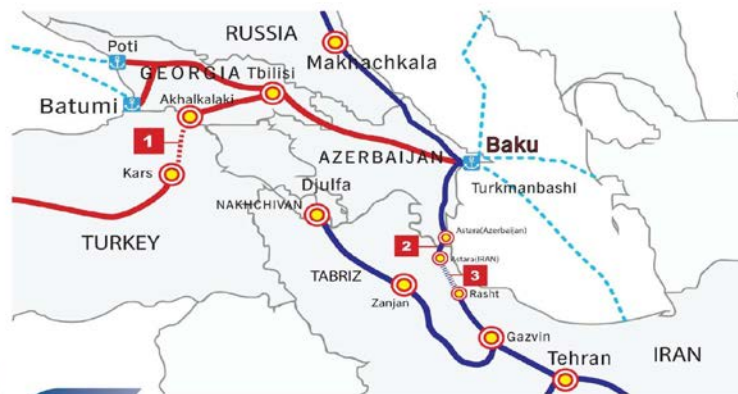 RUSSIA
Poti
Makhachkala
GEORGIA
Tbilisi
Batumi
Akhalkalaki
1
Baku
AZERBAIJAN
Kars
Djulfa
Turkmanbashi
NAKHCHIVAN
Astara(Azerbaijan)
TURKEY
2
Astara(IRAN)
TABRIZ
3
Zanjan
Rasht
Gazvin
Tehran
IRAN